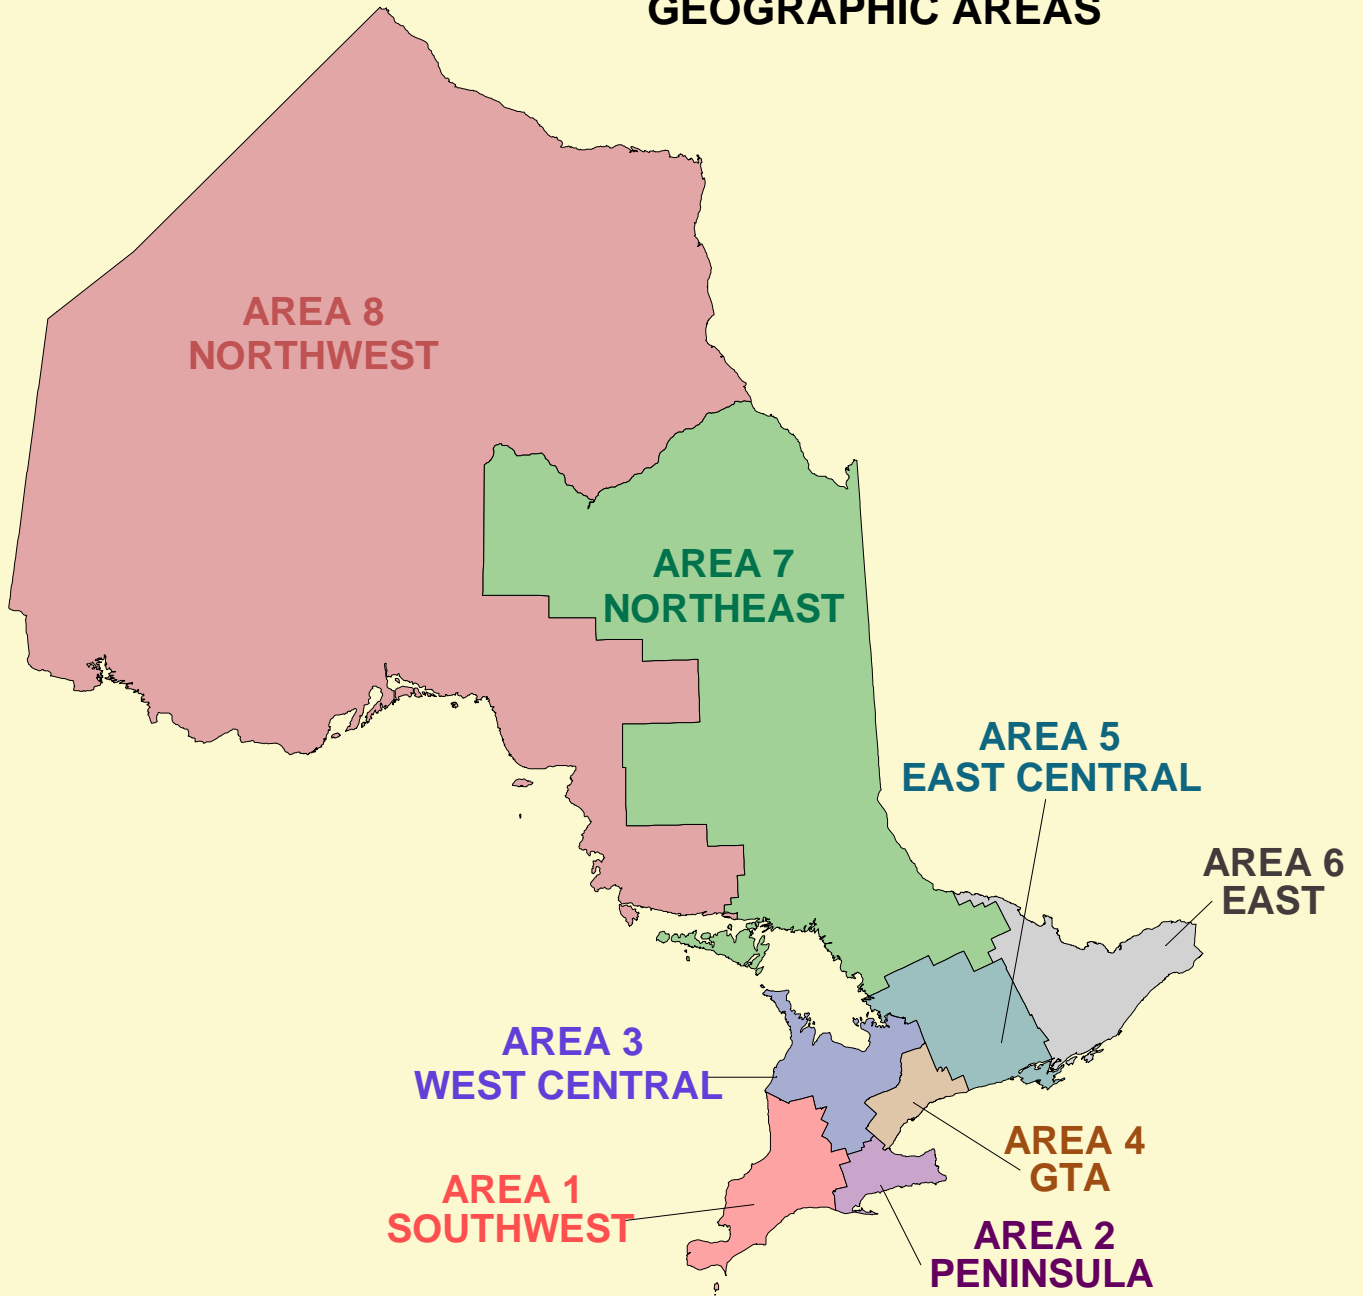 GEOGRAPHIC AREAS
AREA 8
NORTHWEST
AREA 7
NORTHEAST
AREA 5
EAST CENTRAL
AREA 6
EAST
AREA 3
WEST CENTRAL
AREA 4
GTA
AREA 1
SOUTHWEST
AREA 2
PENINSULA